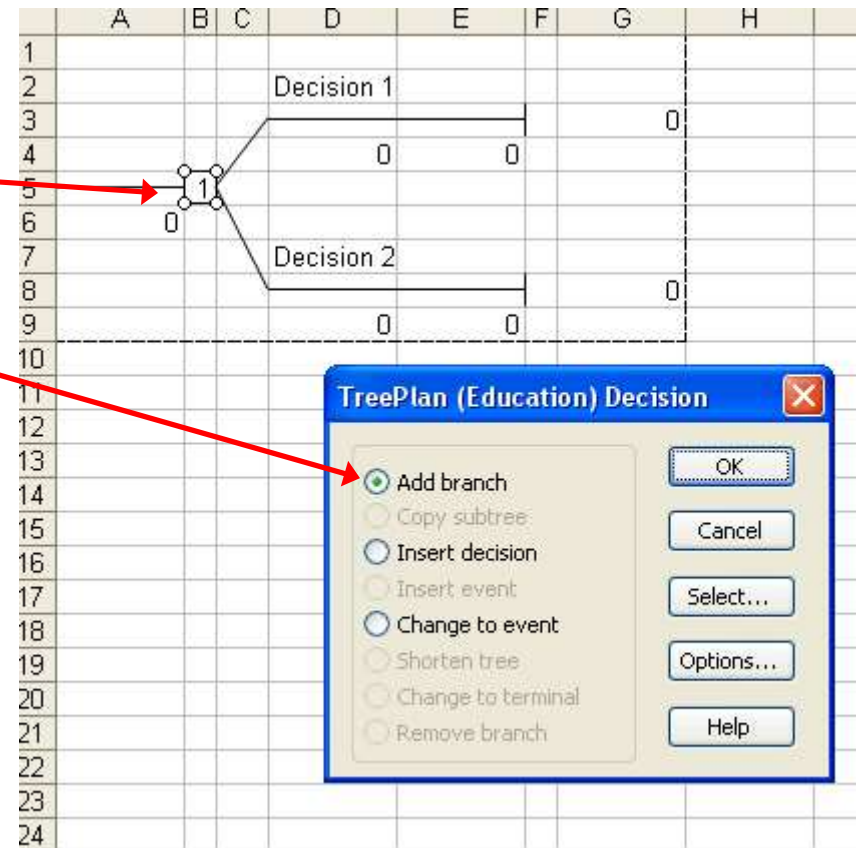 A B C D E F G H
1
2 Decision 1
3 0
4 0 0
5 1
6 0
7 Decision 2
8 0
9 0 0
10
11 TreePlan (Education) Decision
12
13 Add branch OK
14
15 Copy subtree Cancel
16 Insert decision
17 Insert event Select...
18 Change to event
19 Shorten tree Options...
20 Change to terminal
21 Remove branch Help
22
23
24